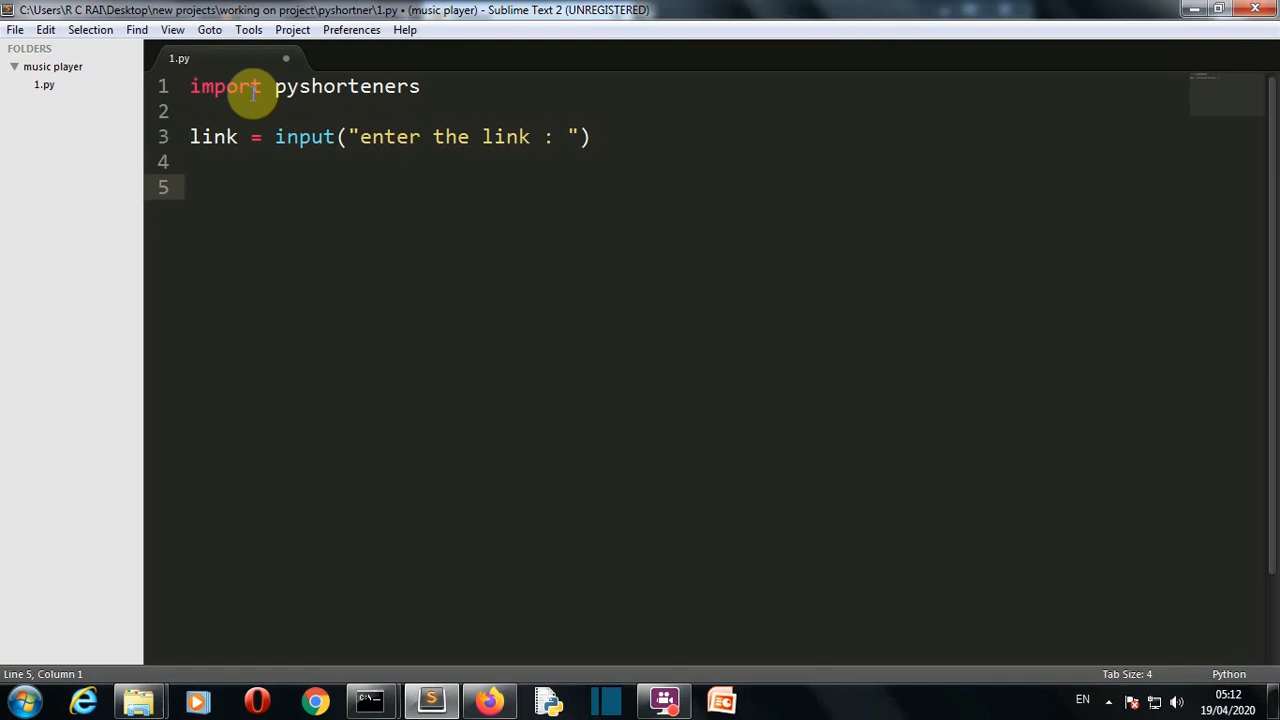 C:\Users\R C RAI\Desktop\new projects\working on project\pyshortner\1.py • (music player) - Sublime Text 2 (UNREGISTERED)
File Edit Selection View Goto Tools Project Preferences Help
FOLDERS
music player
1.py
1.py
1 import pyshorteners
2
3 link = input("enter the link : ")
4
5
Line 5, Column 1
Tab Size: 4
Python
EN
05:12
19/04/2020